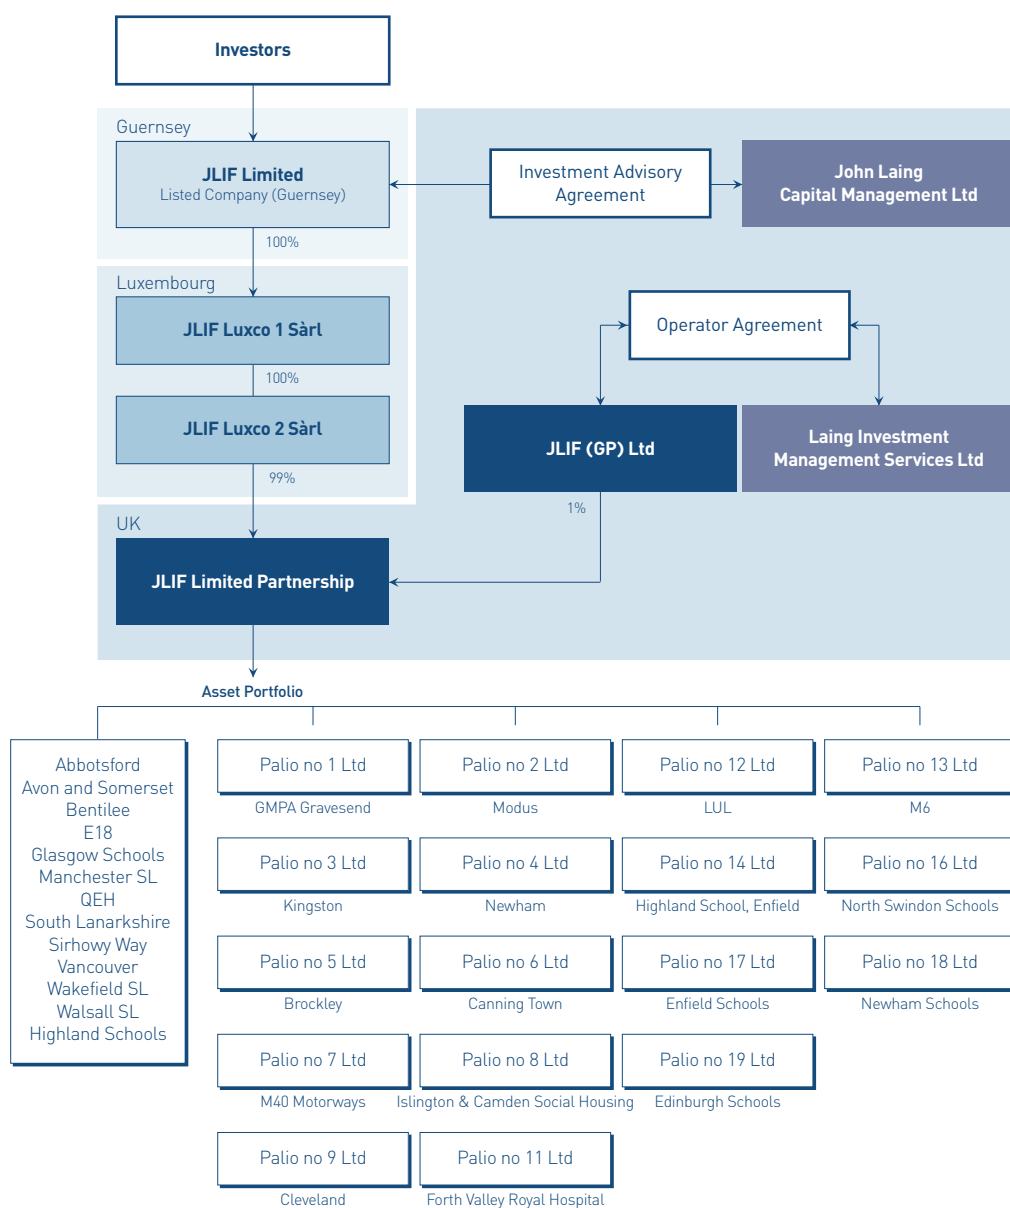 Investors
Guernsey
JLIF Limited
Listed Company (Guernsey)
Investment Advisory
Agreement
John Laing
Capital Management Ltd
100%
Luxembourg
JLIF Luxco 1 Sàrl
Operator Agreement
100%
JLIF Luxco 2 Sàrl
JLIF (GP) Ltd
Laing Investment
Management Services Ltd
99%
1%
UK
JLIF Limited Partnership
Asset Portfolio
Abbotsford
Avon and Somerset
Bentilee
E18
Glasgow Schools
Manchester SL
QEH
South Lanarkshire
Sirhowy Way
Vancouver
Wakefield SL
Walsall SL
Highland Schools
Palio no 1 Ltd
GMPA Gravesend
Palio no 2 Ltd
Modus
Palio no 12 Ltd
LUL
Palio no 13 Ltd
M6
Palio no 3 Ltd
Kingston
Palio no 4 Ltd
Newham
Palio no 14 Ltd
Highland School, Enfield
Palio no 16 Ltd
North Swindon Schools
Palio no 5 Ltd
Brockley
Palio no 6 Ltd
Canning Town
Palio no 17 Ltd
Enfield Schools
Palio no 18 Ltd
Newham Schools
Palio no 7 Ltd
M40 Motorways
Palio no 8 Ltd
Islington & Camden Social Housing
Palio no 19 Ltd
Edinburgh Schools
Palio no 9 Ltd
Cleveland
Palio no 11 Ltd
Forth Valley Royal Hospital